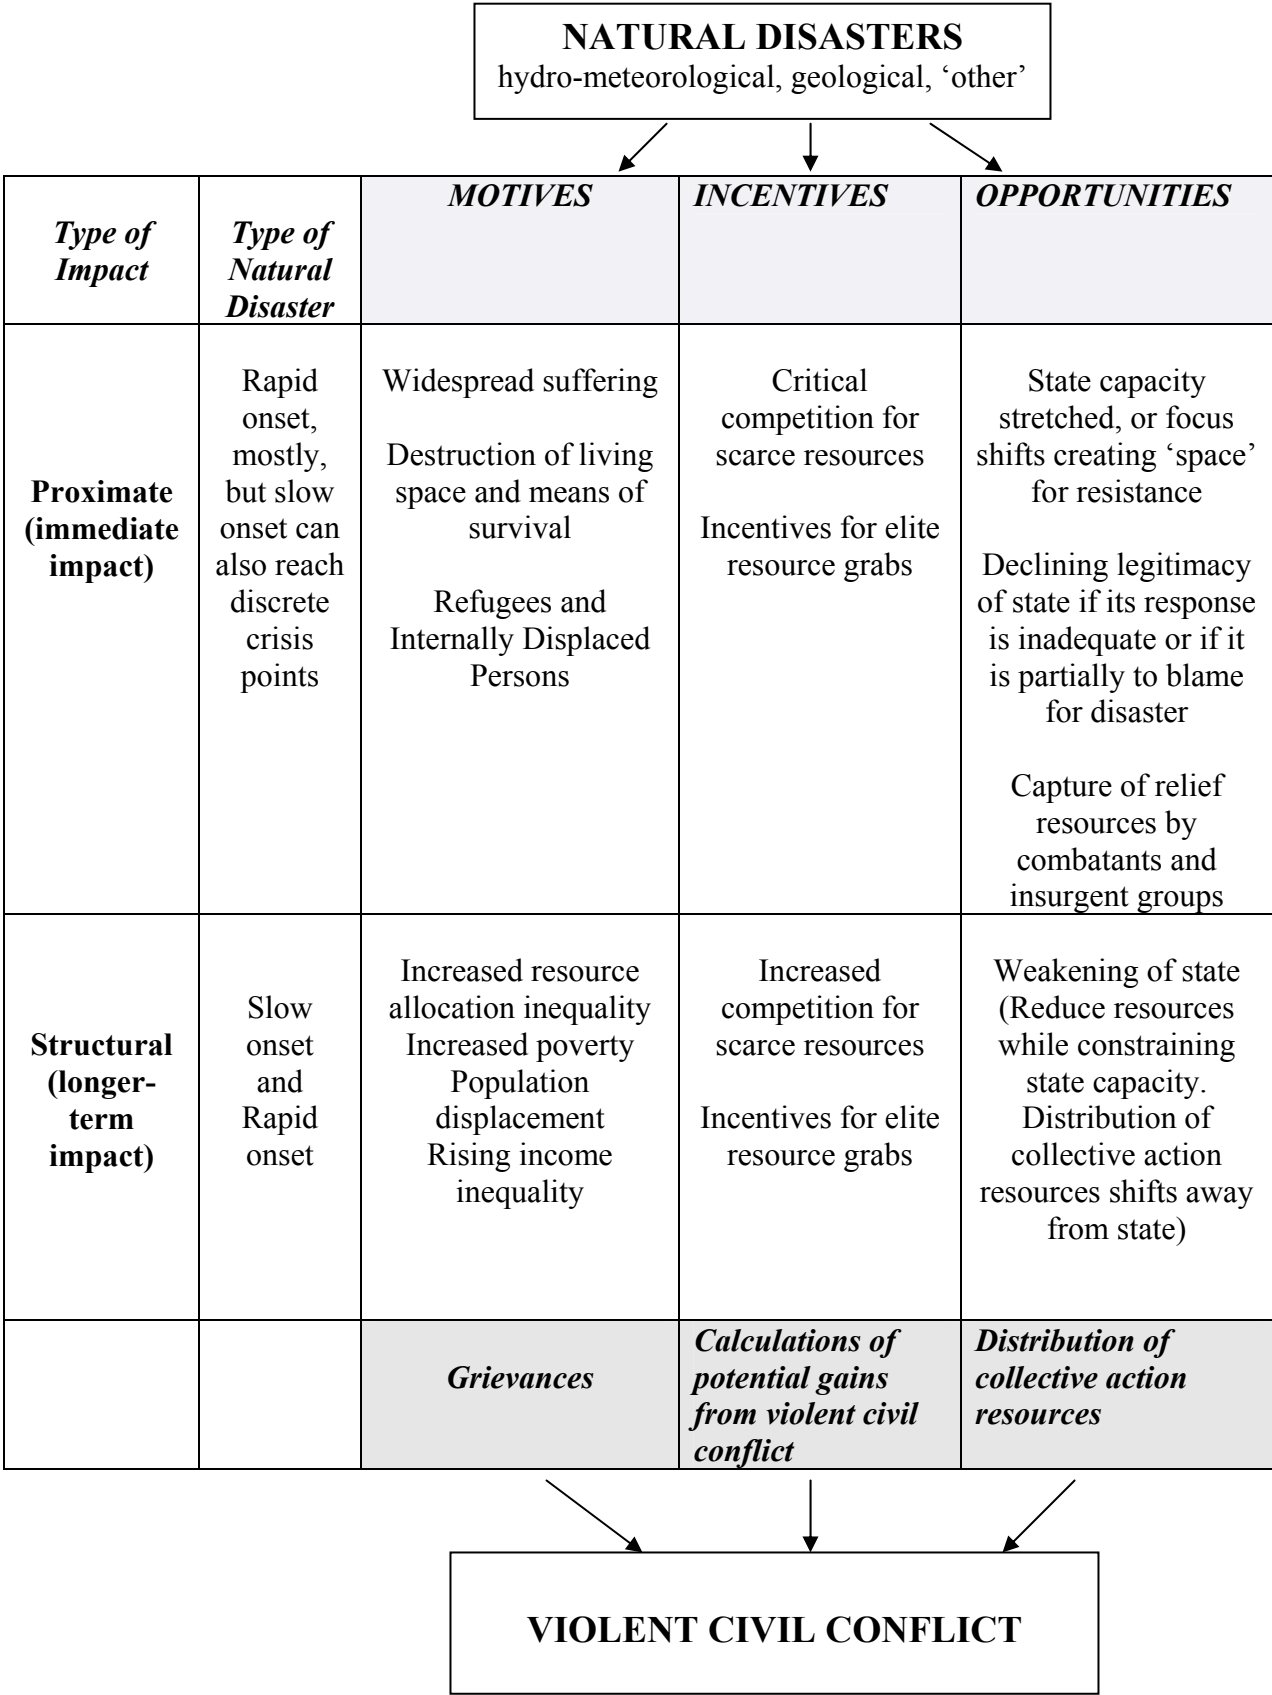 NATURAL DISASTERS
hydro-meteorological, geological, ‘other’
Type of
Impact
Type of
Natural
Disaster
MOTIVES
INCENTIVES
OPPORTUNITIES
Proximate
(immediate
impact)
Rapid
onset,
mostly,
but slow
onset can
also reach
discrete
crisis
points
Widespread suffering
Destruction of living
space and means of
survival
Refugees and
Internally Displaced
Persons
Critical
competition for
scarce resources
Incentives for elite
resource grabs
State capacity
stretched, or focus
shifts creating ‘space’
for resistance
Declining legitimacy
of state if its response
is inadequate or if it
is partially to blame
for disaster
Capture of relief
resources by
combatants and
insurgent groups
Structural
(longer-
term
impact)
Slow
onset
and
Rapid
onset
Increased resource
allocation inequality
Increased poverty
Population
displacement
Rising income
inequality
Increased
competition for
scarce resources
Incentives for elite
resource grabs
Weakening of state
(Reduce resources
while constraining
state capacity.
Distribution of
collective action
resources shifts away
from state)
Grievances
Calculations of
potential gains
from violent civil
conflict
Distribution of
collective action
resources
VIOLENT CIVIL CONFLICT